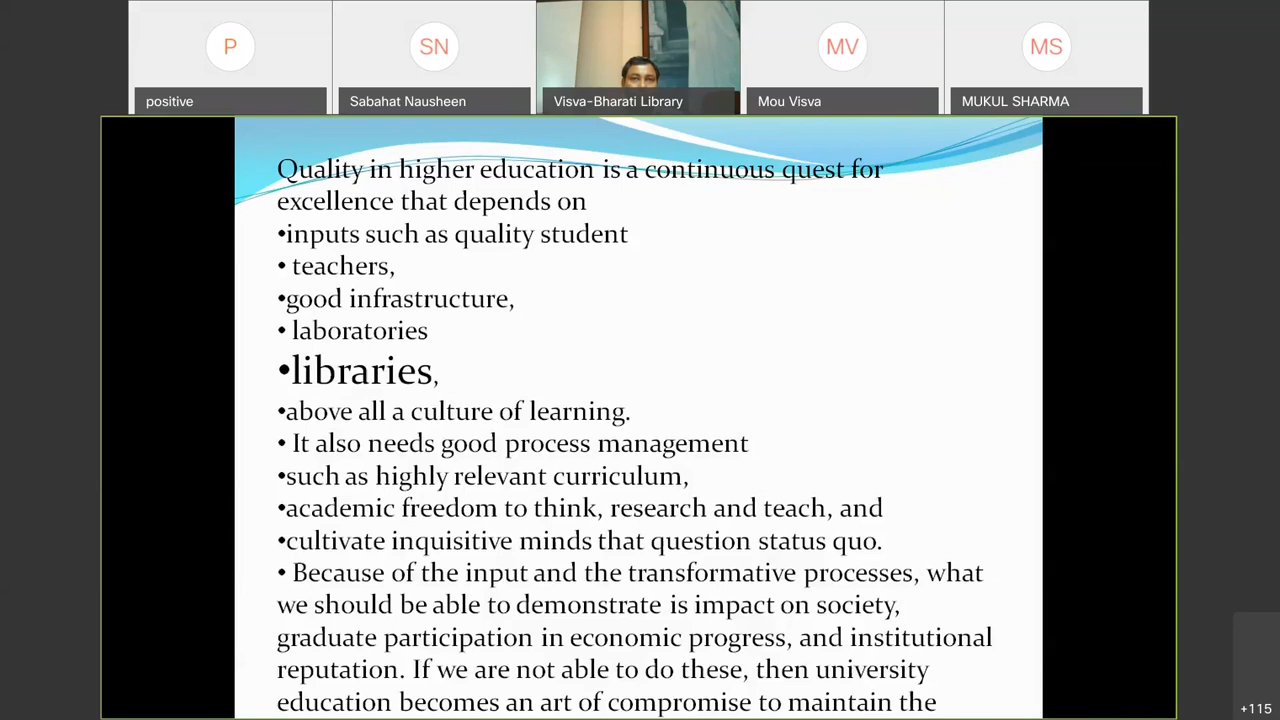 P
SN
MV
MS
positive
Sabahat Nausheen
Visva-Bharati Library
Mou Visva
MUKUL SHARMA
Quality in higher education is a continuous quest for
excellence that depends on
•inputs such as quality student
• teachers,
•good infrastructure,
• laboratories
•libraries,
•above all a culture of learning.
• It also needs good process management
•such as highly relevant curriculum,
•academic freedom to think, research and teach, and
•cultivate inquisitive minds that question status quo.
• Because of the input and the transformative processes, what
we should be able to demonstrate is impact on society,
graduate participation in economic progress, and institutional
reputation. If we are not able to do these, then university
education becomes an art of compromise to maintain the
+115